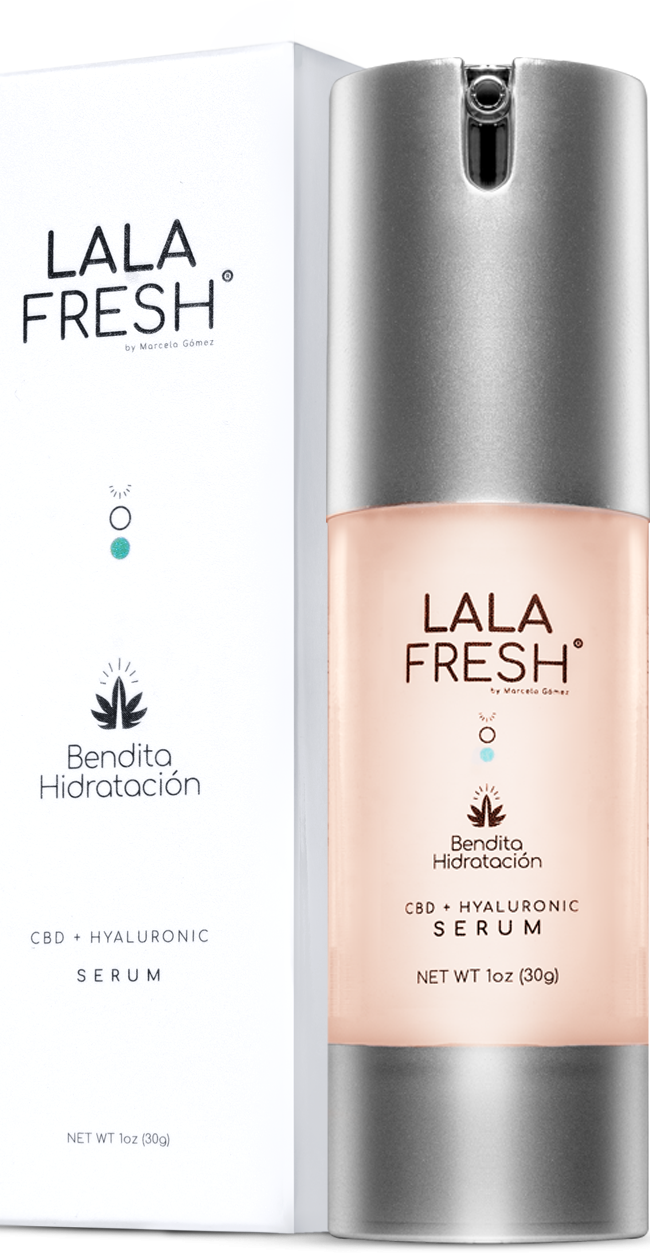 LALA
FRESH®
by Marcela Gómez
Bendita
Hidratación
CBD + HYALURONIC
SERUM
NET WT 1oz (30g)
LALA
FRESH®
by Marcela Gómez
Bendita
Hidratación
CBD + HYALURONIC
SERUM
NET WT 1oz (30g)